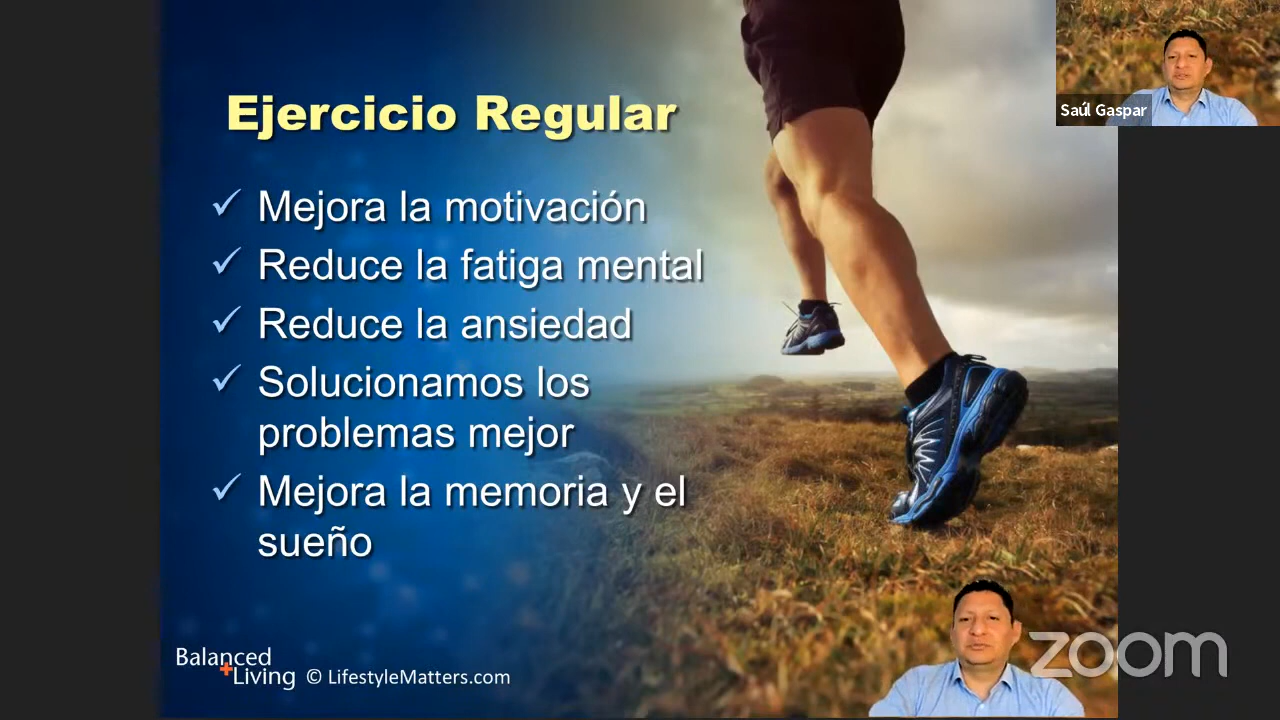 Ejercicio Regular
✓ Mejora la motivación
✓ Reduce la fatiga mental
✓ Reduce la ansiedad
✓ Solucionamos los
problemas mejor
✓ Mejora la memoria y el
sueño
Balanced
Living © LifestyleMatters.com
Saúl Gaspar
zoom